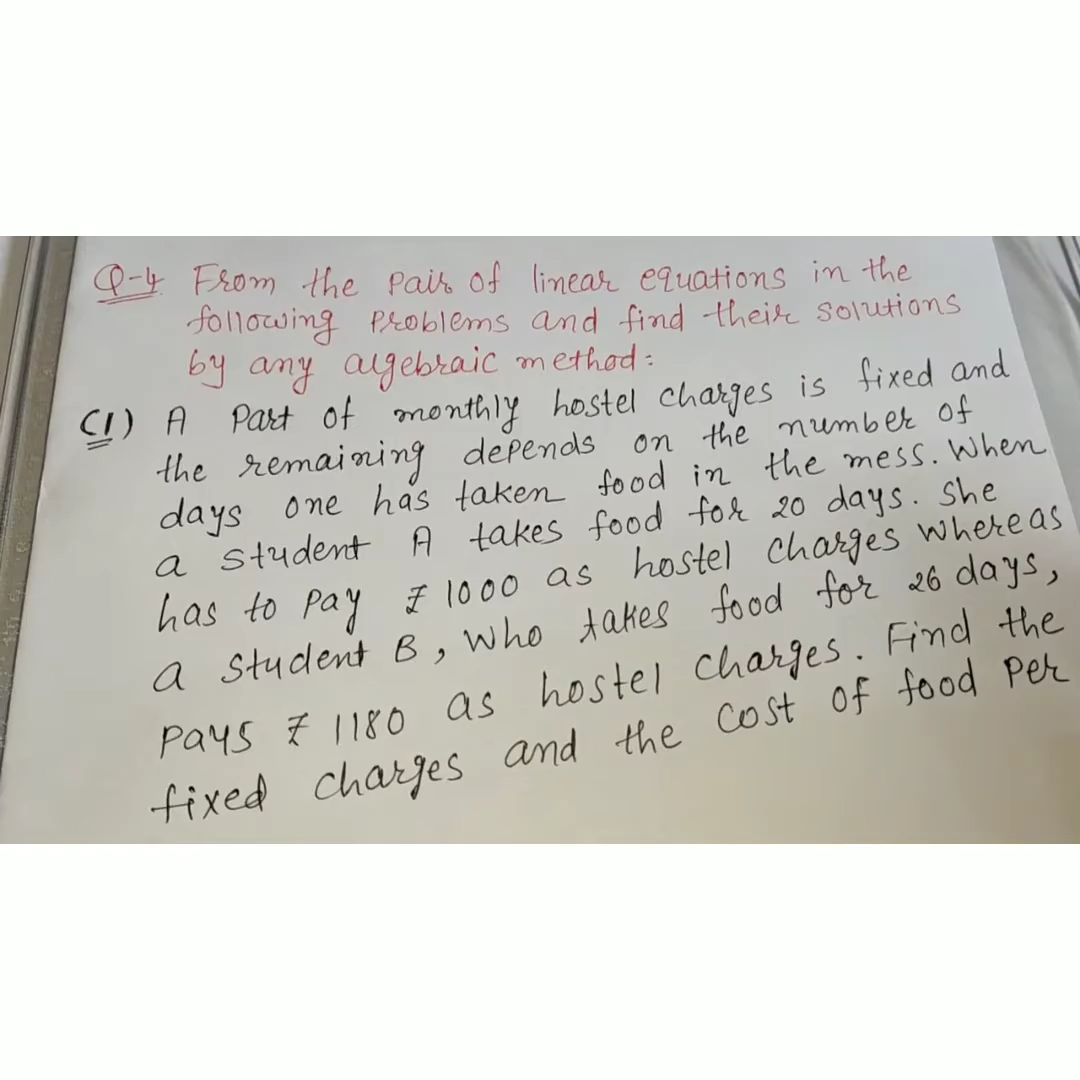 Q-4 From the pair of linear equations in the
following problems and find their solutions
by any algebraic method:
(1) A part of monthly hostel charges is fixed and
the remaining depends on the number of
days one has taken food in the mess. When
a student A takes food for 20 days. She
has to pay ₹ 1000 as hostel charges whereas
a student B, who takes food for 26 days,
pays ₹ 1180 as hostel charges. Find the
fixed charges and the cost of food per